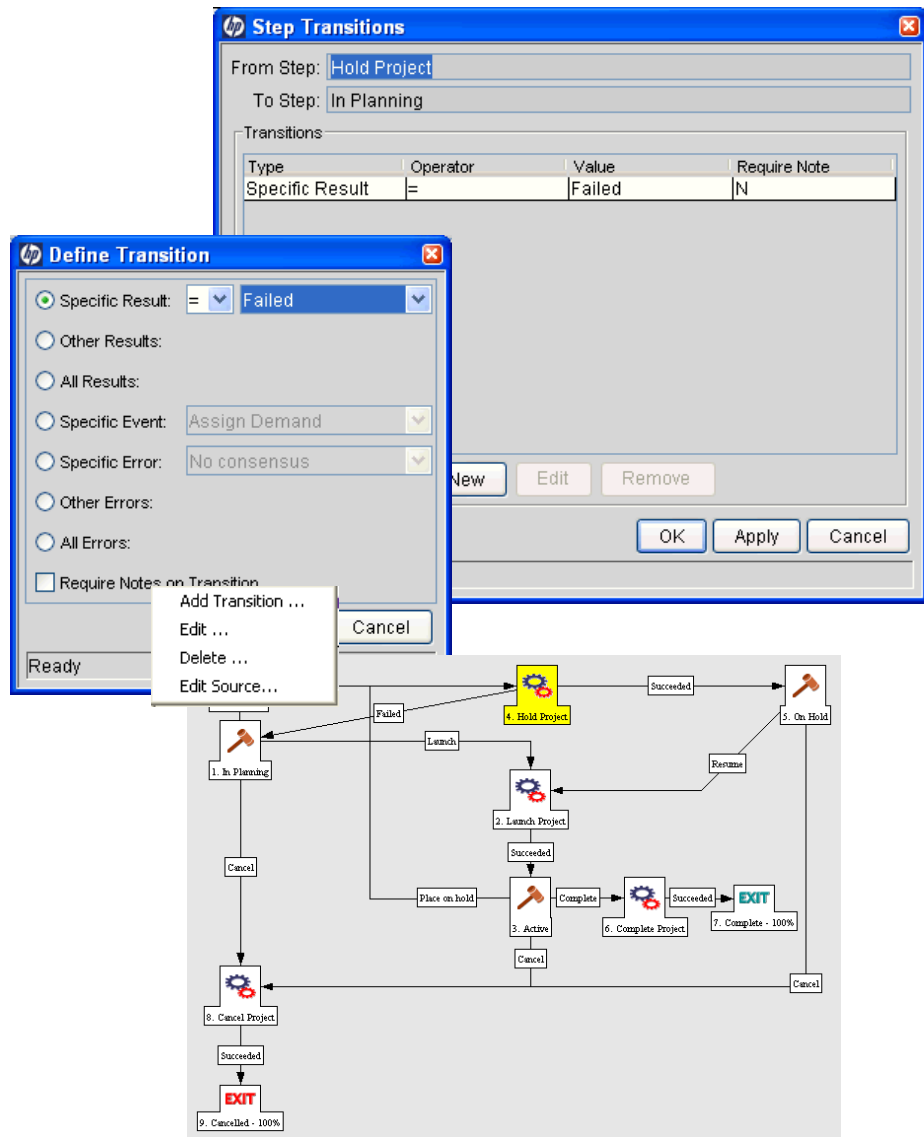 hp Step Transitions
From Step: Hold Project
To Step: In Planning
Transitions
Type Operator Value Require Note
Specific Result = Failed N
New Edit Remove
OK Apply Cancel
hp Define Transition
Specific Result: = Failed
Other Results:
All Results:
Specific Event: Assign Demand
Specific Error: No consensus
Other Errors:
All Errors:
Require Notes on Transition
Cancel
Ready
Add Transition ...
Edit ...
Delete ...
Edit Source...
4. Hold Project
Succeeded
5. On Hold
Failed
1. In Planning
Launch
Resume
2. Launch Project
Succeeded
Cancel
Place on hold
3. Active
Complete
6. Complete Project
Succeeded
EXIT
7. Complete - 100%
Cancel
Cancel
8. Cancel Project
Succeeded
EXIT
9. Cancelled - 100%